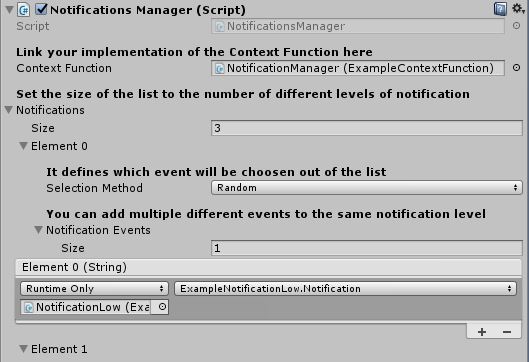 Notifications Manager (Script)
Script NotificationsManager
Link your implementation of the Context Function here
Context Function NotificationManager (ExampleContextFunction)
Set the size of the list to the number of different levels of notification
Notifications
Size 3
Element 0
It defines which event will be choosen out of the list
Selection Method Random
You can add multiple different events to the same notification level
Notification Events
Size 1
Element 0 (String)
Runtime Only ExampleNotificationLow.Notification
NotificationLow (Exa
Element 1